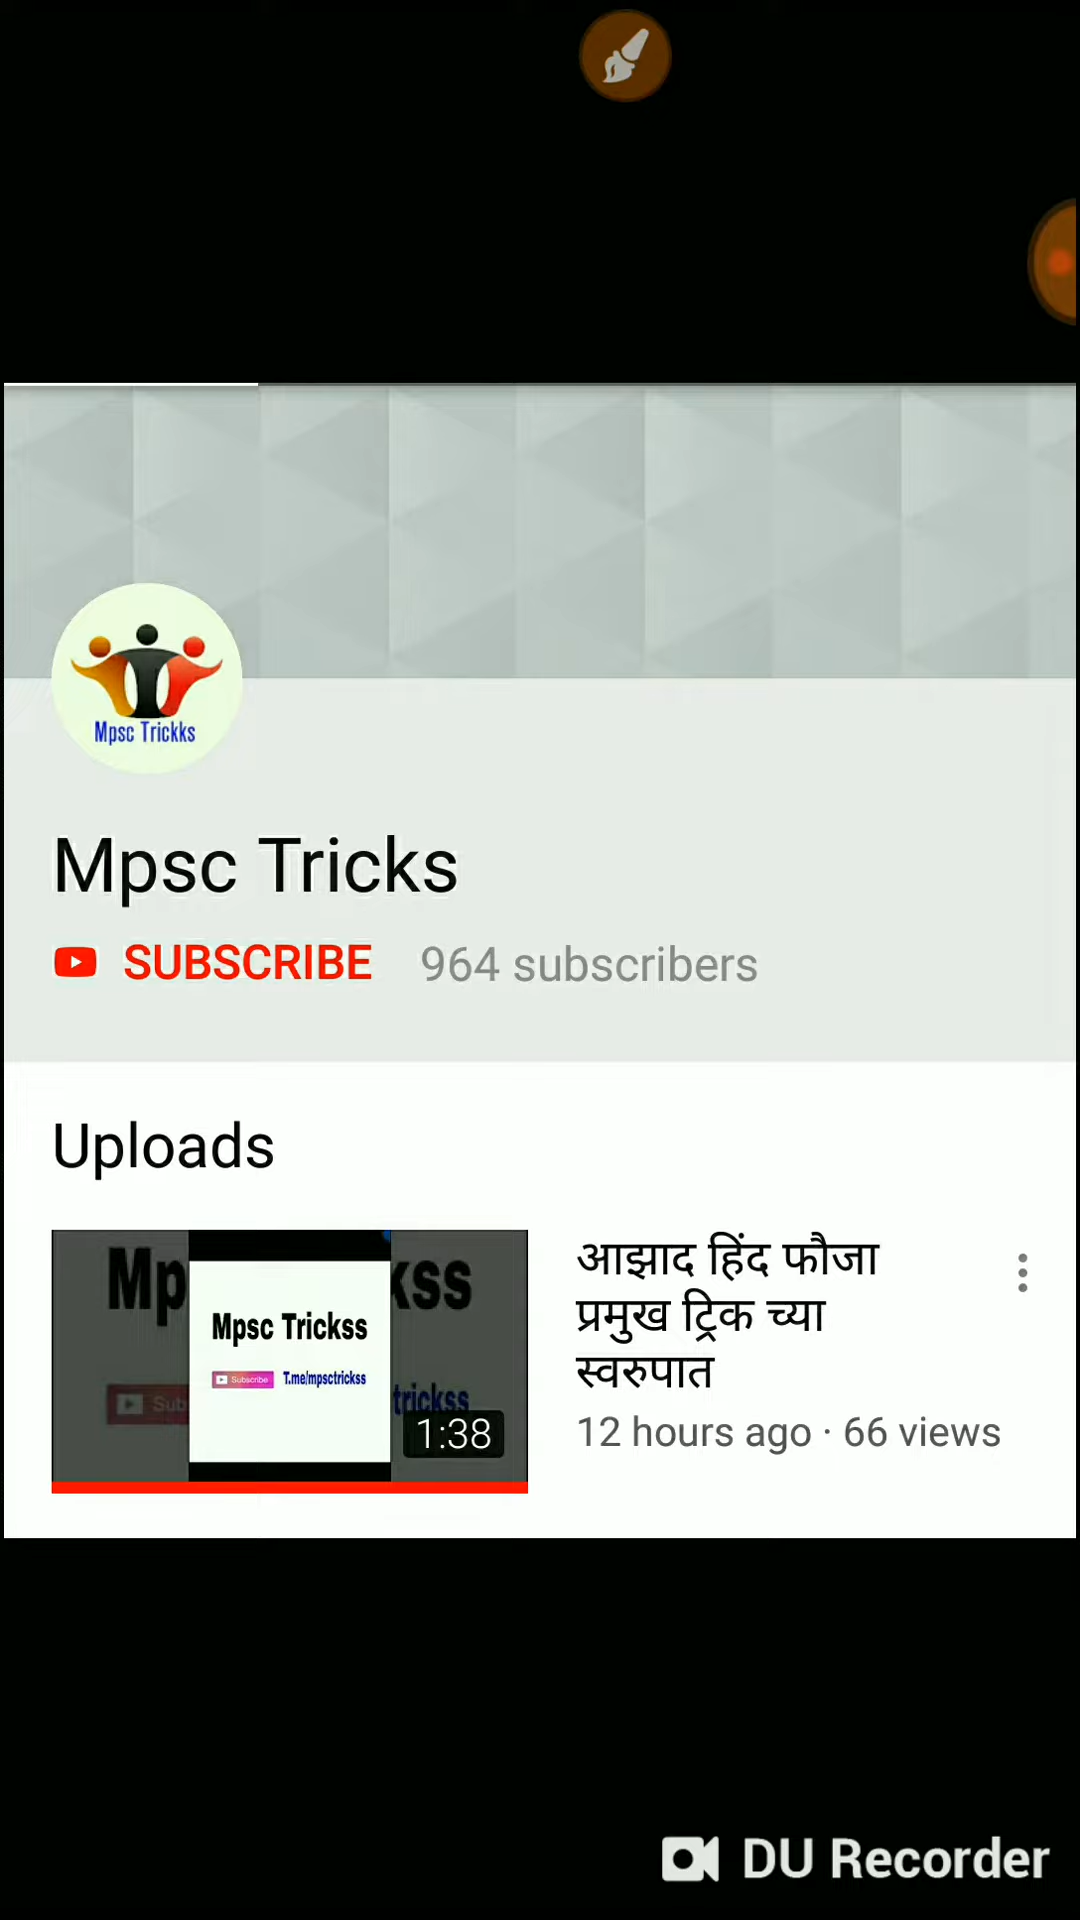 Mpsc Trickks
Mpsc Tricks
SUBSCRIBE 964 subscribers
Uploads
Mpsc Trickss
Subscribe T.me/mpsctrickss
1:38
आझाद हिंद फौजा
प्रमुख ट्रिक च्या
स्वरुपात
12 hours ago · 66 views
DU Recorder